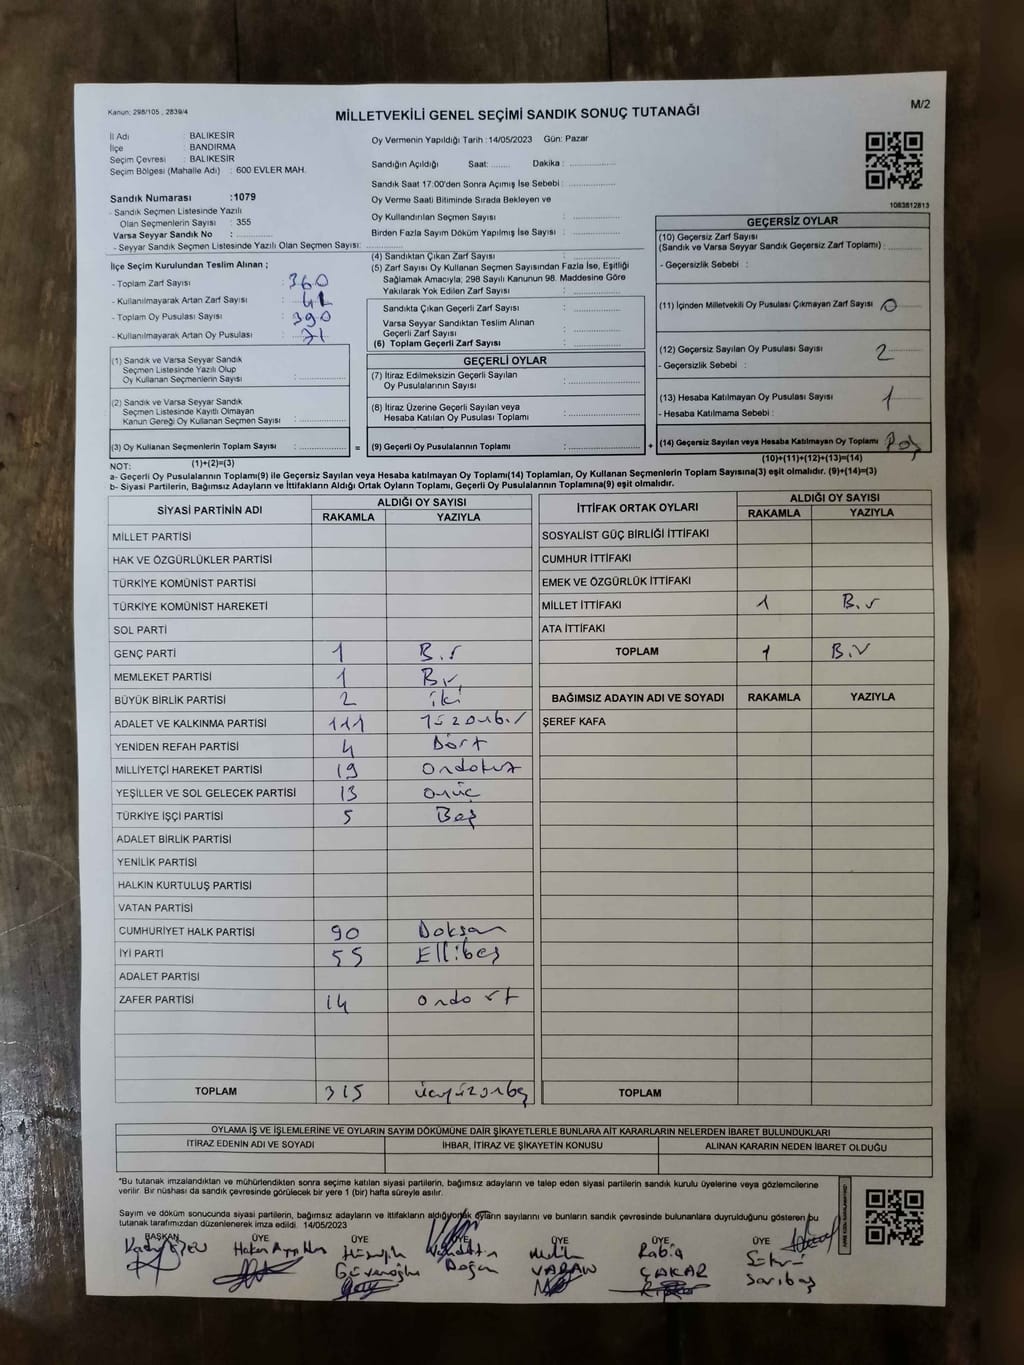 Kanun; 298/105 , 2839/4
MİLLETVEKİLİ GENEL SEÇİMİ SANDIK SONUÇ TUTANAĞI
M/2
İl Adı : BALIKESİR
İlçe : BANDIRMA
Seçim Çevresi : BALIKESİR
Seçim Bölgesi (Mahalle Adı) : 600 EVLER MAH.
Sandık Numarası :1079
- Sandık Seçmen Listesinde Yazılı
Olan Seçmenlerin Sayısı : 355
Varsa Seyyar Sandık No :
- Seyyar Sandık Seçmen Listesinde Yazılı Olan Seçmen Sayısı:
İlçe Seçim Kurulundan Teslim Alınan ;
- Toplam Zarf Sayısı : 360
- Kullanılmayarak Artan Zarf Sayısı :
- Toplam Oy Pusulası Sayısı : 390
- Kullanılmayarak Artan Oy Pusulası : 71
(1) Sandık ve Varsa Seyyar Sandık
Seçmen Listesinde Yazılı Olup
Oy Kullanan Seçmenlerin Sayısı :
(2) Sandık ve Varsa Seyyar Sandık
Seçmen Listesinde Kayıtlı Olmayan
Kanun Gereği Oy Kullanan Seçmen Sayısı :
(3) Oy Kullanan Seçmenlerin Toplam Sayısı : =
Oy Vermenin Yapıldığı Tarih :14/05/2023 Gün: Pazar
Sandığın Açıldığı Saat: Dakika :
Sandık Saat 17:00'den Sonra Açımış İse Sebebi :
Oy Verme Saati Bitiminde Sırada Bekleyen ve
Oy Kullandırılan Seçmen Sayısı :
Birden Fazla Sayım Döküm Yapılmış İse Sayısı :
(4) Sandıktan Çıkan Zarf Sayısı :
(5) Zarf Sayısı Oy Kullanan Seçmen Sayısından Fazla İse, Eşitliği
Sağlamak Amacıyla; 298 Sayılı Kanunun 98. Maddesine Göre
Yakılarak Yok Edilen Zarf Sayısı :
Sandıkta Çıkan Geçerli Zarf Sayısı :
Varsa Seyyar Sandıktan Teslim Alınan
Geçerli Zarf Sayısı :
(6) Toplam Geçerli Zarf Sayısı :
GEÇERLİ OYLAR
(7) İtiraz Edilmeksizin Geçerli Sayılan
Oy Pusulalarının Sayısı :
(8) İtiraz Üzerine Geçerli Sayılan veya
Hesaba Katılan Oy Pusulası Toplamı :
(9) Geçerli Oy Pusulalarının Toplamı : +
1083812813
GEÇERSİZ OYLAR
(10) Geçersiz Zarf Sayısı
(Sandık ve Varsa Seyyar Sandık Geçersiz Zarf Toplamı) :
- Geçersizlik Sebebi :
(11) İçinden Milletvekili Oy Pusulası Çıkmayan Zarf Sayısı : 0
(12) Geçersiz Sayılan Oy Pusulası Sayısı : 2
- Geçersizlik Sebebi :
(13) Hesaba Katılmayan Oy Pusulası Sayısı : 1
- Hesaba Katılmama Sebebi :
(14) Geçersiz Sayılan veya Hesaba Katılmayan Oy Toplamı
(10)+(11)+(12)+(13)=(14)
NOT: (1)+(2)=(3)
a- Geçerli Oy Pusulalarının Toplamı(9) ile Geçersiz Sayılan veya Hesaba katılmayan Oy Toplamı(14) Toplamları, Oy Kullanan Seçmenlerin Toplam Sayısına(3) eşit olmalıdır. (9)+(14)=(3)
b- Siyasi Partilerin, Bağımsız Adayların ve İttifakların Aldığı Ortak Oyların Toplamı, Geçerli Oy Pusulalarının Toplamına(9) eşit olmalıdır.
SİYASİ PARTİNİN ADI ALDIĞI OY SAYISI
RAKAMLA YAZIYLA
MİLLET PARTİSİ
HAK VE ÖZGÜRLÜKLER PARTİSİ
TÜRKİYE KOMÜNİST PARTİSİ
TÜRKİYE KOMÜNİST HAREKETİ
SOL PARTİ
GENÇ PARTİ 1 Bir
MEMLEKET PARTİSİ 1 Bir
BÜYÜK BİRLİK PARTİSİ 2 iki
ADALET VE KALKINMA PARTİSİ 111 Yüzonbir
YENİDEN REFAH PARTİSİ 4 Dört
MİLLİYETÇİ HAREKET PARTİSİ 19 Ondokuz
YEŞİLLER VE SOL GELECEK PARTİSİ 13 onüç
TÜRKİYE İŞÇİ PARTİSİ 5 Beş
ADALET BİRLİK PARTİSİ
YENİLİK PARTİSİ
HALKIN KURTULUŞ PARTİSİ
VATAN PARTİSİ
CUMHURİYET HALK PARTİSİ 90 Doksan
İYİ PARTİ 55 Ellibeş
ADALET PARTİSİ
ZAFER PARTİSİ 14 ondört
TOPLAM 315 üçyüzonbeş
İTTİFAK ORTAK OYLARI ALDIĞI OY SAYISI
RAKAMLA YAZIYLA
SOSYALİST GÜÇ BİRLİĞİ İTTİFAKI
CUMHUR İTTİFAKI
EMEK VE ÖZGÜRLÜK İTTİFAKI
MİLLET İTTİFAKI 1 Bir
ATA İTTİFAKI
TOPLAM 1 Bir
BAĞIMSIZ ADAYIN ADI VE SOYADI RAKAMLA YAZIYLA
ŞEREF KAFA
TOPLAM
OYLAMA İŞ VE İŞLEMLERİNE VE OYLARIN SAYIM DÖKÜMÜNE DAİR ŞİKAYETLERLE BUNLARA AİT KARARLARIN NELERDEN İBARET BULUNDUKLARI
İTİRAZ EDENİN ADI VE SOYADI İHBAR, İTİRAZ VE ŞİKAYETİN KONUSU ALINAN KARARIN NEDEN İBARET OLDUĞU
*Bu tutanak imzalandıktan ve mühürlendikten sonra seçime katılan siyasi partilerin, bağımsız adayların ve talep eden siyasi partilerin sandık kurulu üyelerine veya gözlemcilerine
verilir. Bir nüshası da sandık çevresinde görülecek bir yere 1 (bir) hafta süreyle asılır.
Sayım ve döküm sonucunda siyasi partilerin, bağımsız adayların ve ittifakların aldığı ortak oyların sayılarını ve bunların sandık çevresinde bulunanlara duyrulduğunu gösteren bu
tutanak tarafımızdan düzenlenerek imza edildi. 14/05/2023
BAŞKAN ÜYE ÜYE ÜYE ÜYE ÜYE ÜYE
Hakan Hüseyin Vahdettin Melih Rabia Şükrü
Güvenoğlu Doğan VARAN ÇAKAR Sarıbaş